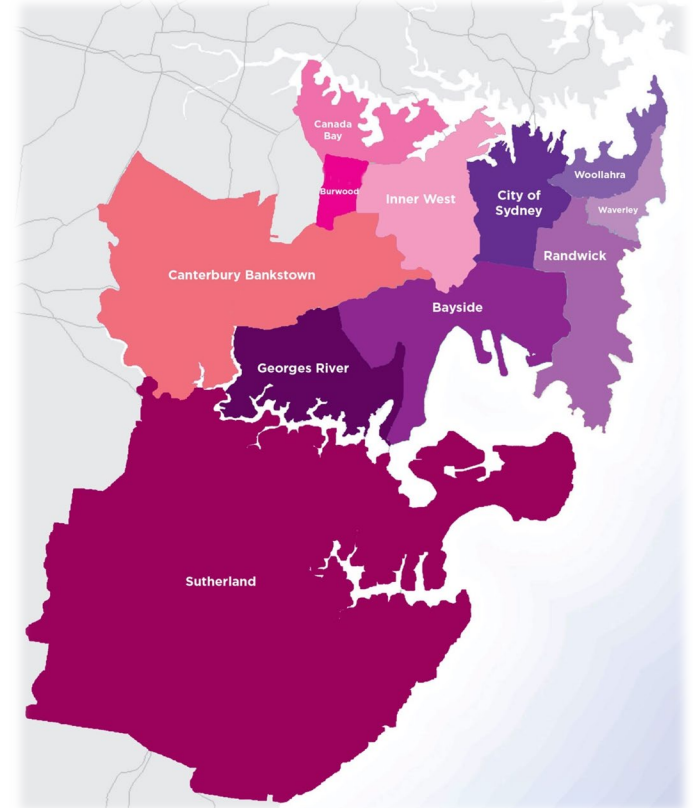 Canada
Bay
Burwood
Inner West
City of
Sydney
Woollahra
Waverley
Randwick
Canterbury Bankstown
Bayside
Georges River
Sutherland